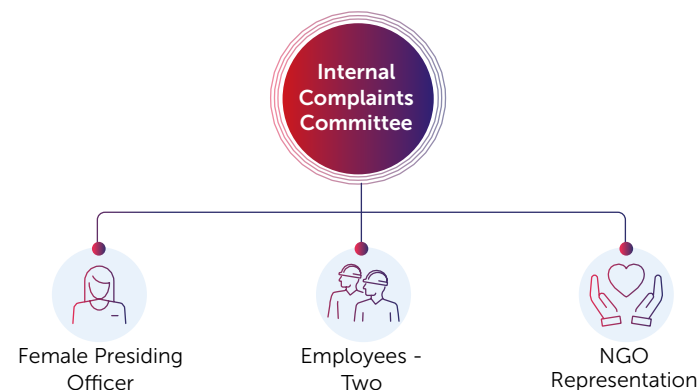 Internal
Complaints
Committee
Female Presiding
Officer
Employees -
Two
NGO
Representation